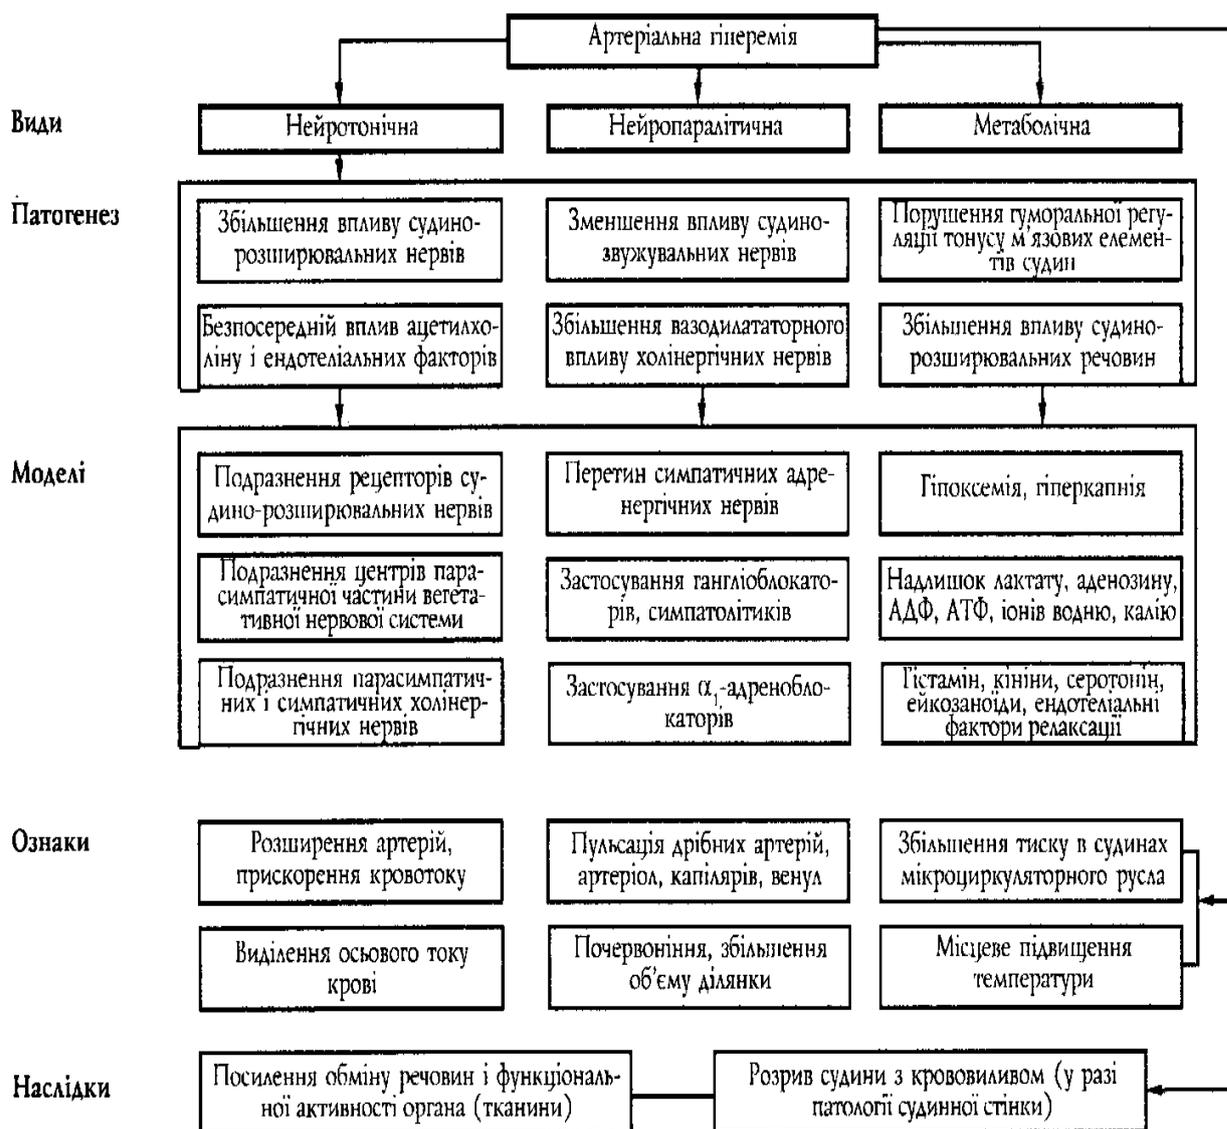 Артеріальна гіперемія
Види
Нейротонічна
Нейропаралітична
Метаболічна
Патогенез
Збільшення впливу судино-
розширювальних нервів
Зменшення впливу судино-
звужувальних нервів
Порушення гуморальної регу-
ляції тонусу м'язових елемен-
тів судин
Безпосередній вплив ацетилхо-
ліну і ендотеліальних факторів
Збільшення вазодилататорного
впливу холінергічних нервів
Збільшення впливу судино-
розширювальних речовин
Моделі
Подразнення рецепторів су-
дино-розширювальних нервів
Перетин симпатичних адре-
нергічних нервів
Гіпоксемія, гіперкапнія
Подразнення центрів пара-
симпатичної частини вегета-
тивної нервової системи
Застосування гангліоблокато-
рів, симпатолітиків
Надлишок лактату, аденозину,
АДФ, АТФ, іонів водню, калію
Подразнення парасимпатич-
них і симпатичних холінер-
гічних нервів
Застосування α₁-адренобло-
каторів
Гістамін, кініни, серотонін,
ейкозаноїди, ендотеліальні
фактори релаксації
Ознаки
Розширення артерій,
прискорення кровотоку
Пульсація дрібних артерій,
артеріол, капілярів, венул
Збільшення тиску в судинах
мікроциркуляторного русла
Виділення осьового току
крові
Почервоніння, збільшення
об'єму ділянки
Місцеве підвищення
температури
Наслідки
Посилення обміну речовин і функціональ-
ної активності органа (тканини)
Розрив судини з крововиливом (у разі
патології судинної стінки)